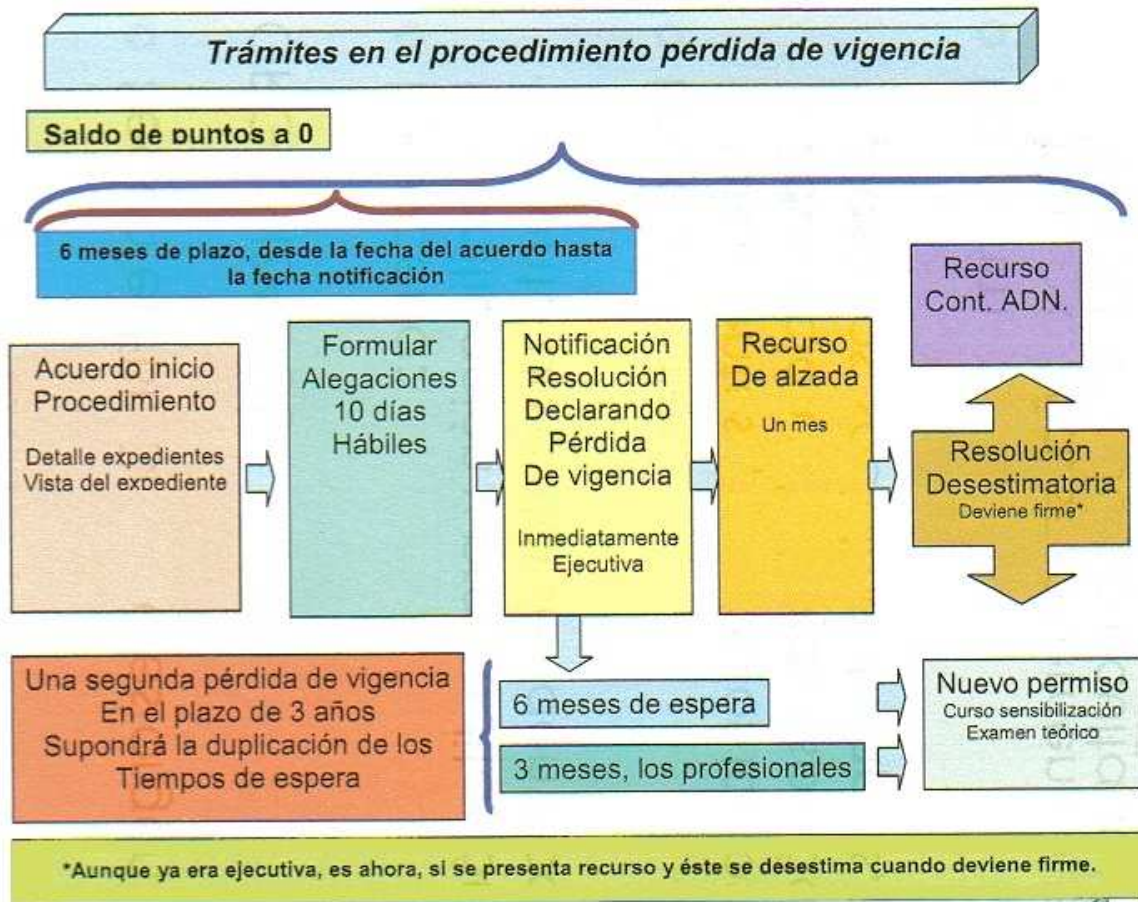 Trámites en el procedimiento pérdida de vigencia
Saldo de puntos a 0
6 meses de plazo, desde la fecha del acuerdo hasta
la fecha notificación
Acuerdo inicio
Procedimiento
Detalle expedientes
Vista del expediente
Formular
Alegaciones
10 días
Hábiles
Notificación
Resolución
Declarando
Pérdida
De vigencia
Inmediatamente
Ejecutiva
Recurso
De alzada
Un mes
Recurso
Cont. ADN.
Resolución
Desestimatoria
Deviene firme*
Una segunda pérdida de vigencia
En el plazo de 3 años
Supondrá la duplicación de los
Tiempos de espera
6 meses de espera
3 meses, los profesionales
Nuevo permiso
Curso sensibilización
Examen teórico
*Aunque ya era ejecutiva, es ahora, si se presenta recurso y éste se desestima cuando deviene firme.